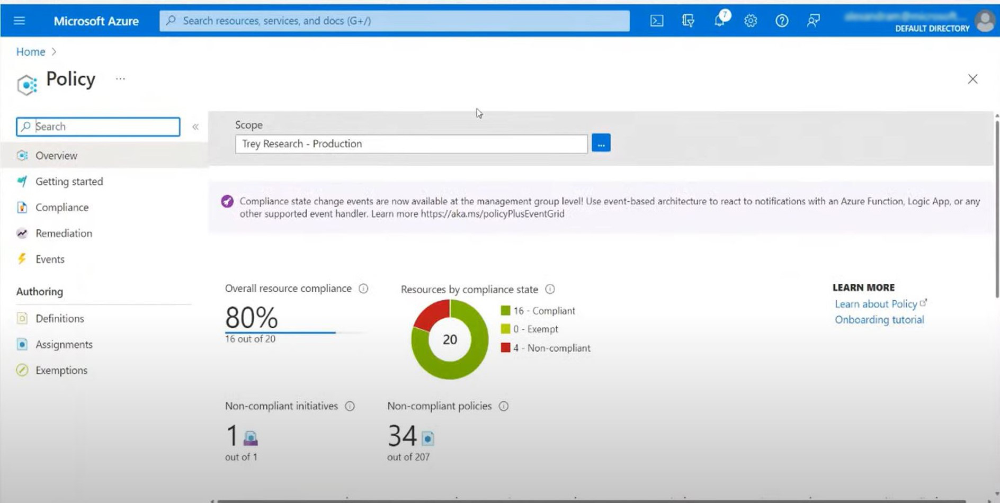 Microsoft Azure
Search resources, services, and docs (G+/)
7
DEFAULT DIRECTORY
Home >
Policy ...
Search «
Overview
Getting started
Compliance
Remediation
Events
Authoring
Definitions
Assignments
Exemptions
Scope
Trey Research - Production
...
Compliance state change events are now available at the management group level! Use event-based architecture to react to notifications with an Azure Function, Logic App, or any
other supported event handler. Learn more https://aka.ms/policyPlusEventGrid
Overall resource compliance
80%
16 out of 20
Resources by compliance state
20
16 - Compliant
0 - Exempt
4 - Non-compliant
LEARN MORE
Learn about Policy
Onboarding tutorial
Non-compliant initiatives
1
out of 1
Non-compliant policies
34
out of 207